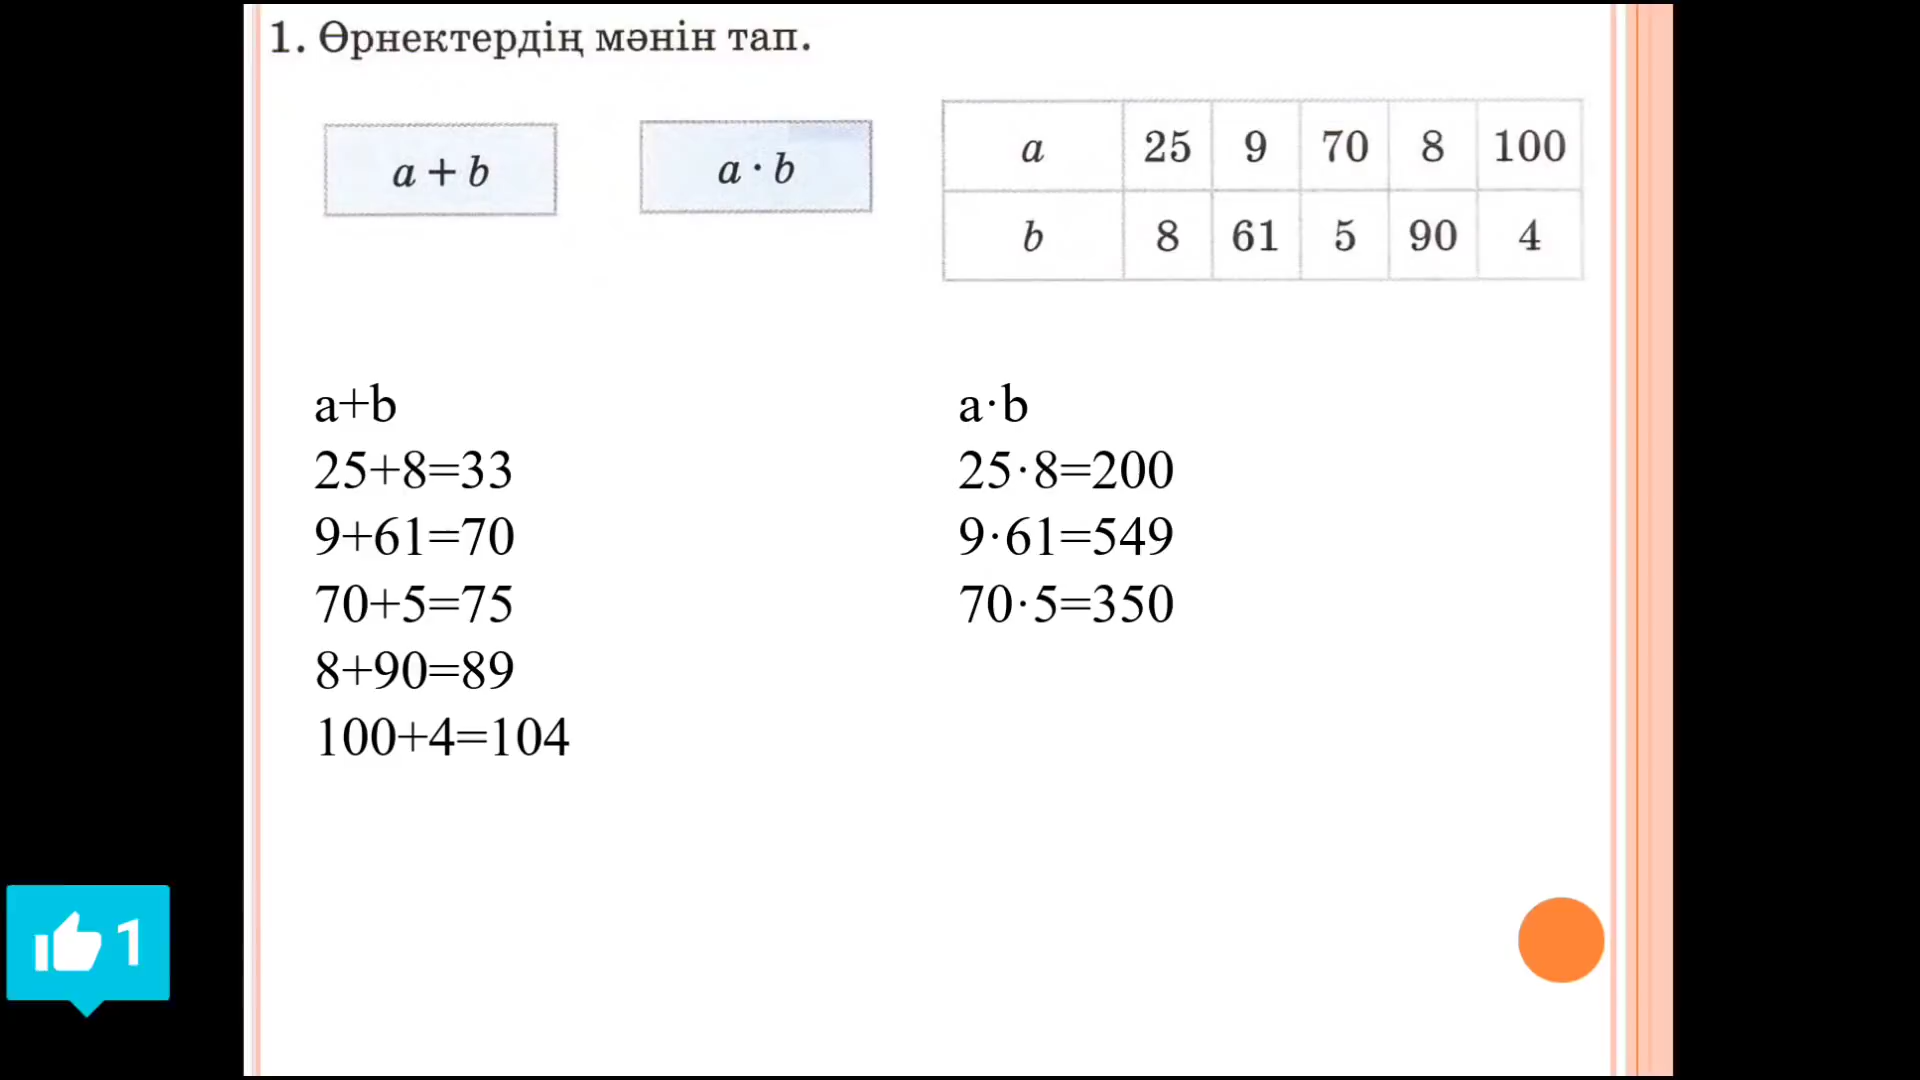 1. Өрнектердің мәнін тап.
a + b
a · b
a 25 9 70 8 100
b 8 61 5 90 4
a+b
25+8=33
9+61=70
70+5=75
8+90=89
100+4=104
a·b
25·8=200
9·61=549
70·5=350
1